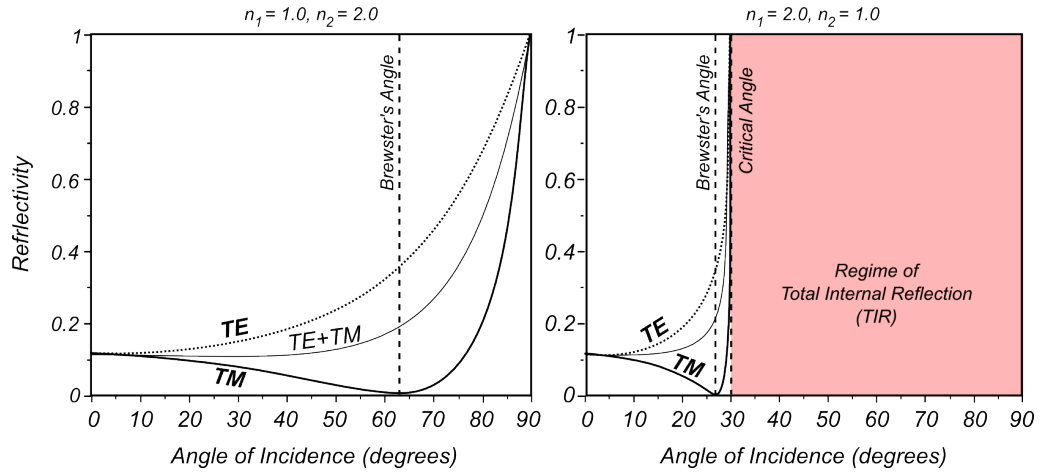 n1 = 1.0, n2 = 2.0
1
0.8
0.6
0.4
0.2
0
Refrlectivity
Brewster's Angle
TE
TE+TM
TM
0 10 20 30 40 50 60 70 80 90
Angle of Incidence (degrees)
n1 = 2.0, n2 = 1.0
1
0.8
0.6
0.4
0.2
0
Brewster's Angle
Critical Angle
TE
TM
Regime of
Total Internal Reflection
(TIR)
0 10 20 30 40 50 60 70 80 90
Angle of Incidence (degrees)